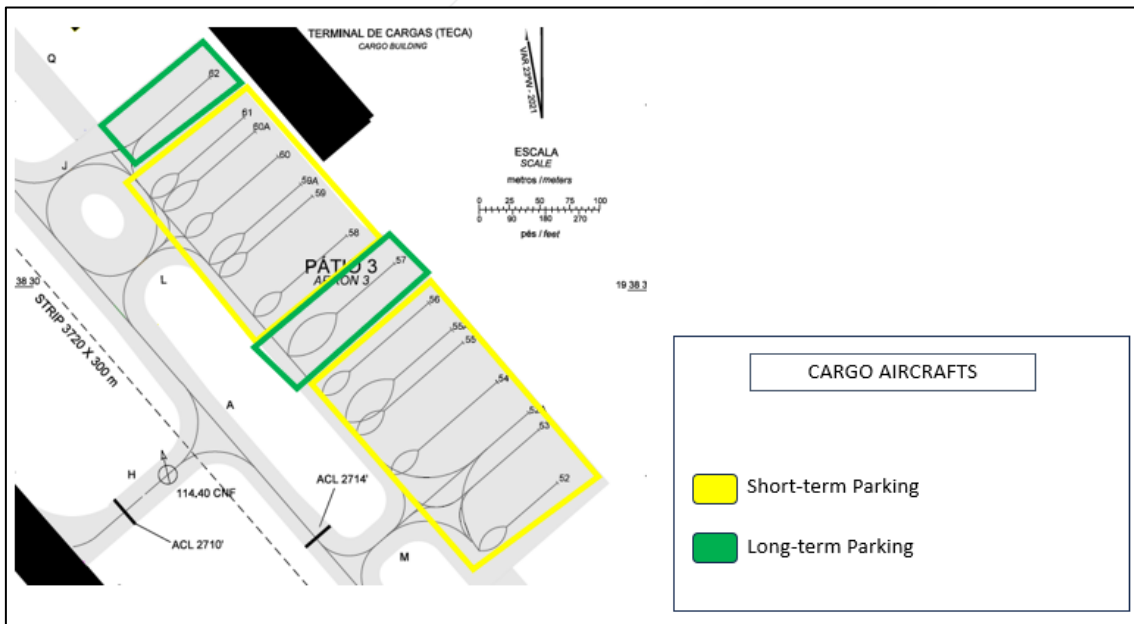 TERMINAL DE CARGAS (TECA)
CARGO BUILDING
Q
62
VAR 23°W - 2021
61
60A
60
ESCALA
SCALE
J
metros / meters
59A
59
0 25 50 75 100
0 90 180 270
pés / feet
58
PÁTIO 3
APRON 3
57
L
38 30
19 38 3
56
STRIP 3720 X 300 m
55A
55
CARGO AIRCRAFTS
54
A
53
H
114.40 CNF
ACL 2714'
52
Short-term Parking
ACL 2710'
M
Long-term Parking